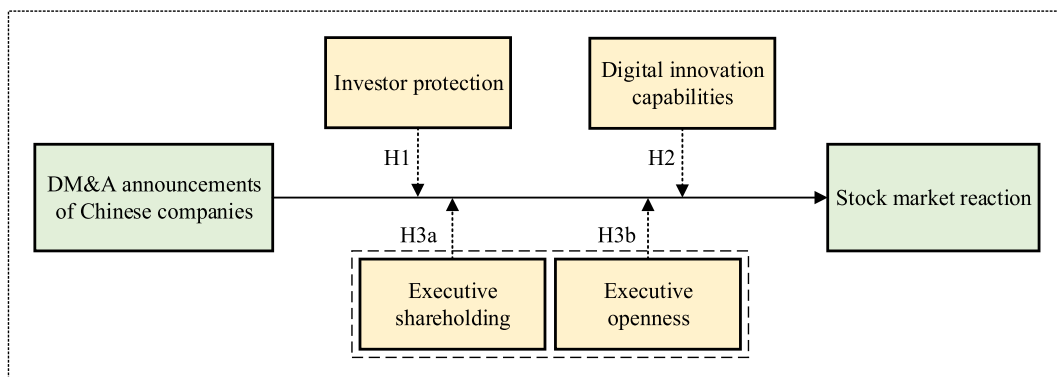 Investor protection
Digital innovation
capabilities
H1
H2
DM&A announcements
of Chinese companies
Stock market reaction
H3a
H3b
Executive
shareholding
Executive
openness